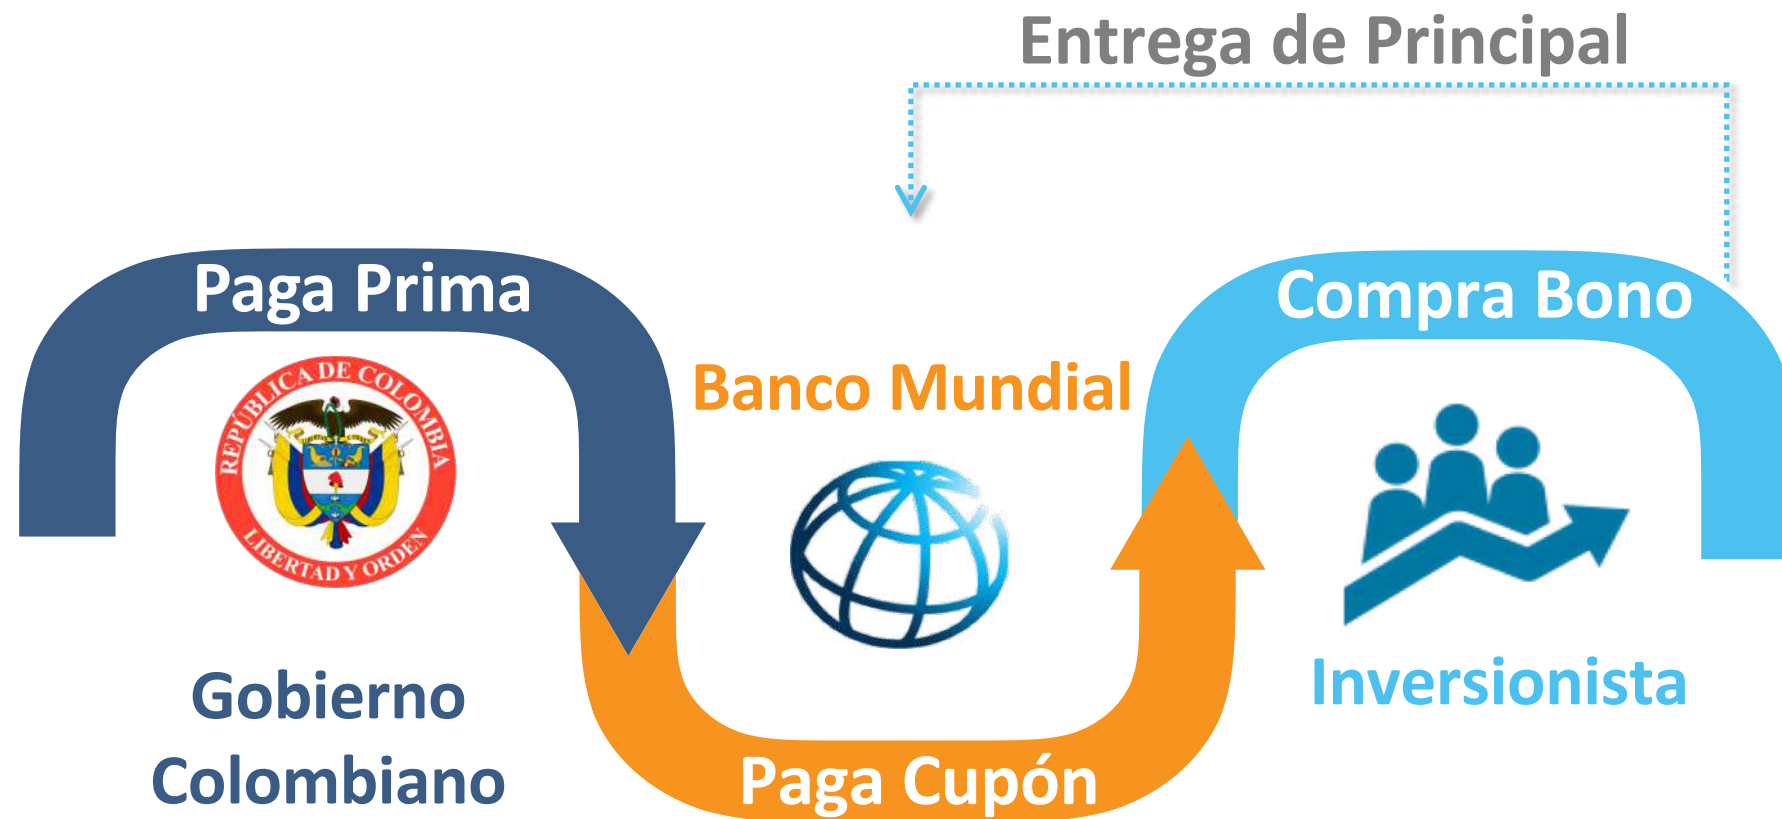 Entrega de Principal
Paga Prima
Compra Bono
REPÚBLICA DE COLOMBIA
LIBERTAD Y ORDEN
Banco Mundial
Gobierno
Colombiano
Inversionista
Paga Cupón